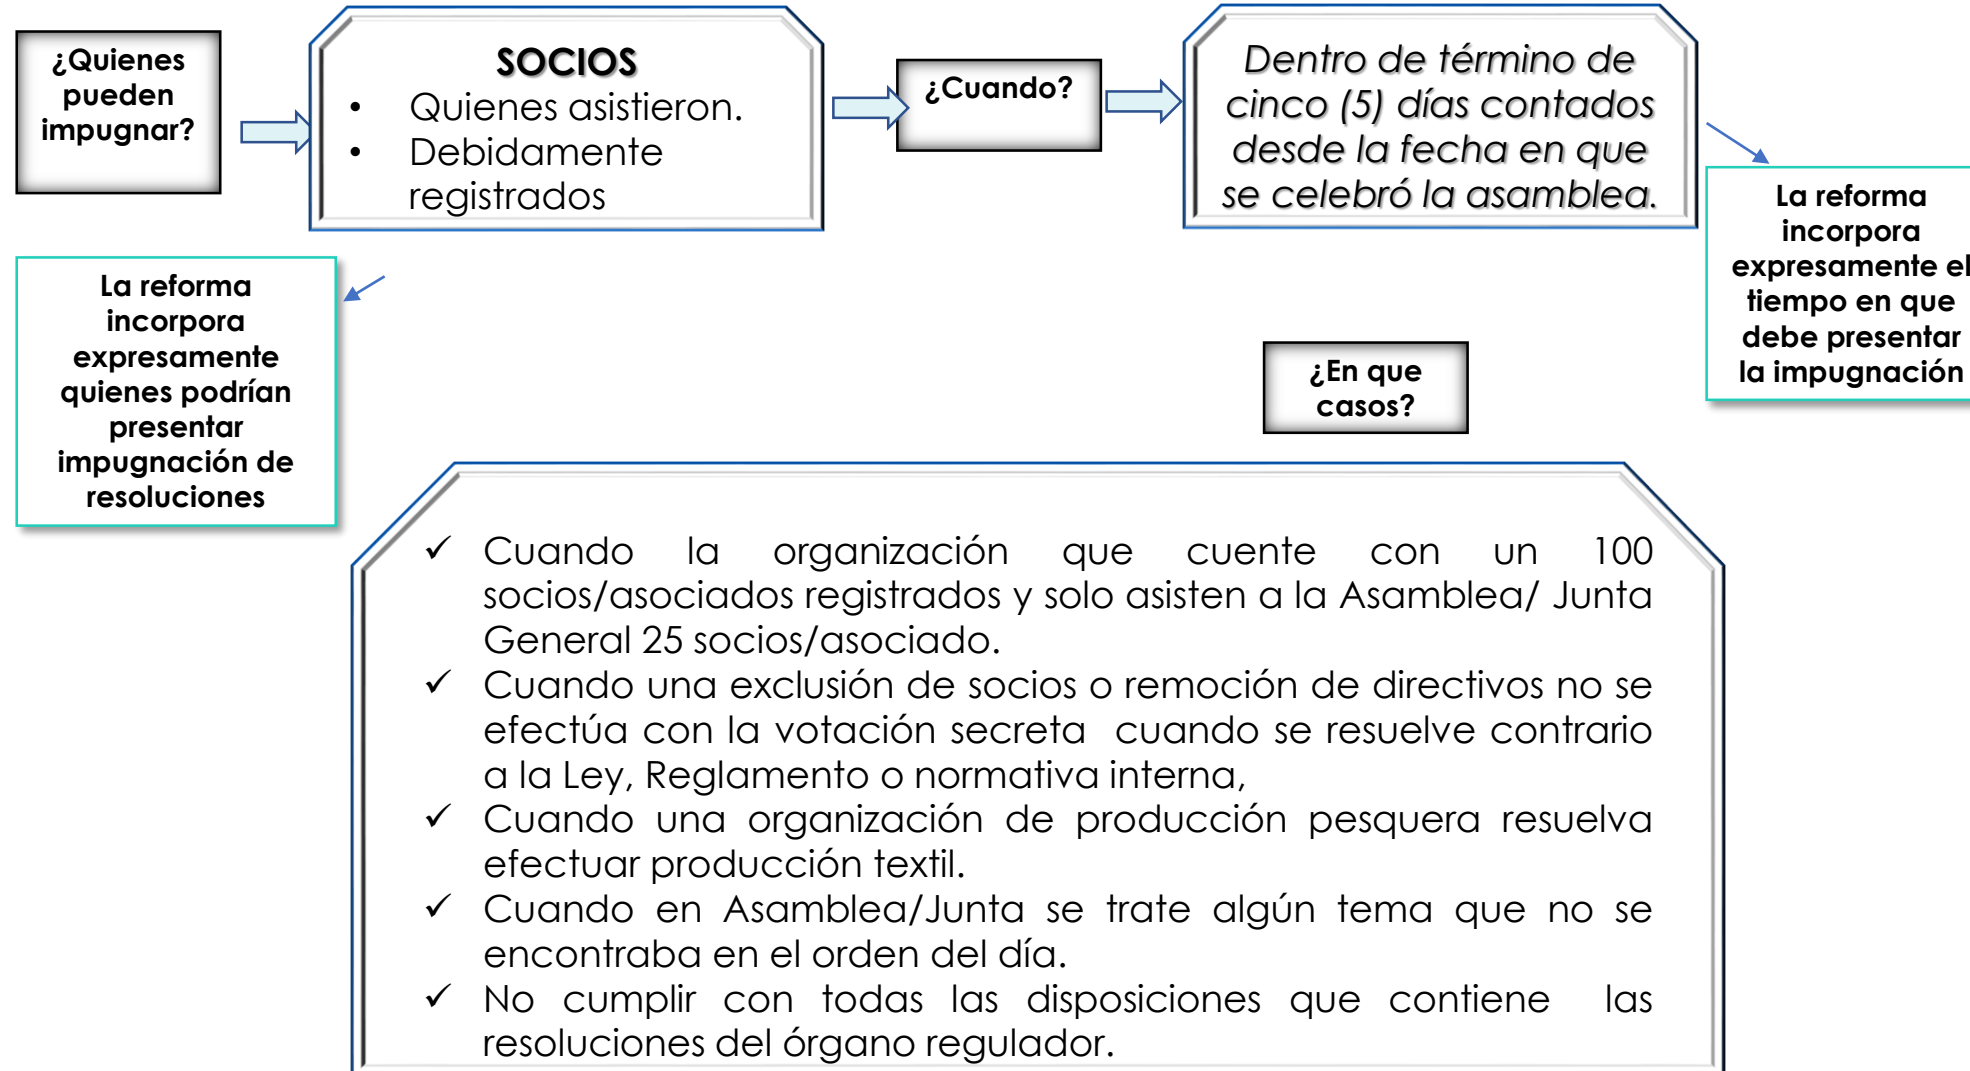 ¿Quienes
pueden
impugnar?
SOCIOS
• Quienes asistieron.
• Debidamente
registrados
¿Cuando?
Dentro de término de
cinco (5) días contados
desde la fecha en que
se celebró la asamblea.
La reforma
incorpora
expresamente el
tiempo en que
debe presentar
la impugnación
La reforma
incorpora
expresamente
quienes podrían
presentar
impugnación de
resoluciones
¿En que
casos?
✓ Cuando la organización que cuente con un 100
socios/asociados registrados y solo asisten a la Asamblea/ Junta
General 25 socios/asociado.
✓ Cuando una exclusión de socios o remoción de directivos no se
efectúa con la votación secreta cuando se resuelve contrario
a la Ley, Reglamento o normativa interna,
✓ Cuando una organización de producción pesquera resuelva
efectuar producción textil.
✓ Cuando en Asamblea/Junta se trate algún tema que no se
encontraba en el orden del día.
✓ No cumplir con todas las disposiciones que contiene las
resoluciones del órgano regulador.